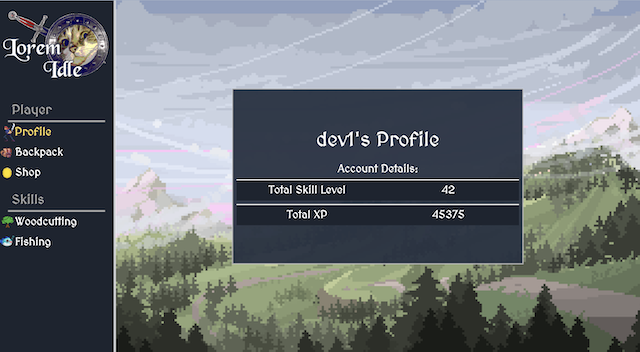 Lorem
Idle
Player
Profile
Backpack
Shop
Skills
Woodcutting
Fishing
dev1's Profile
Account Details:
Total Skill Level 42
Total XP 45375